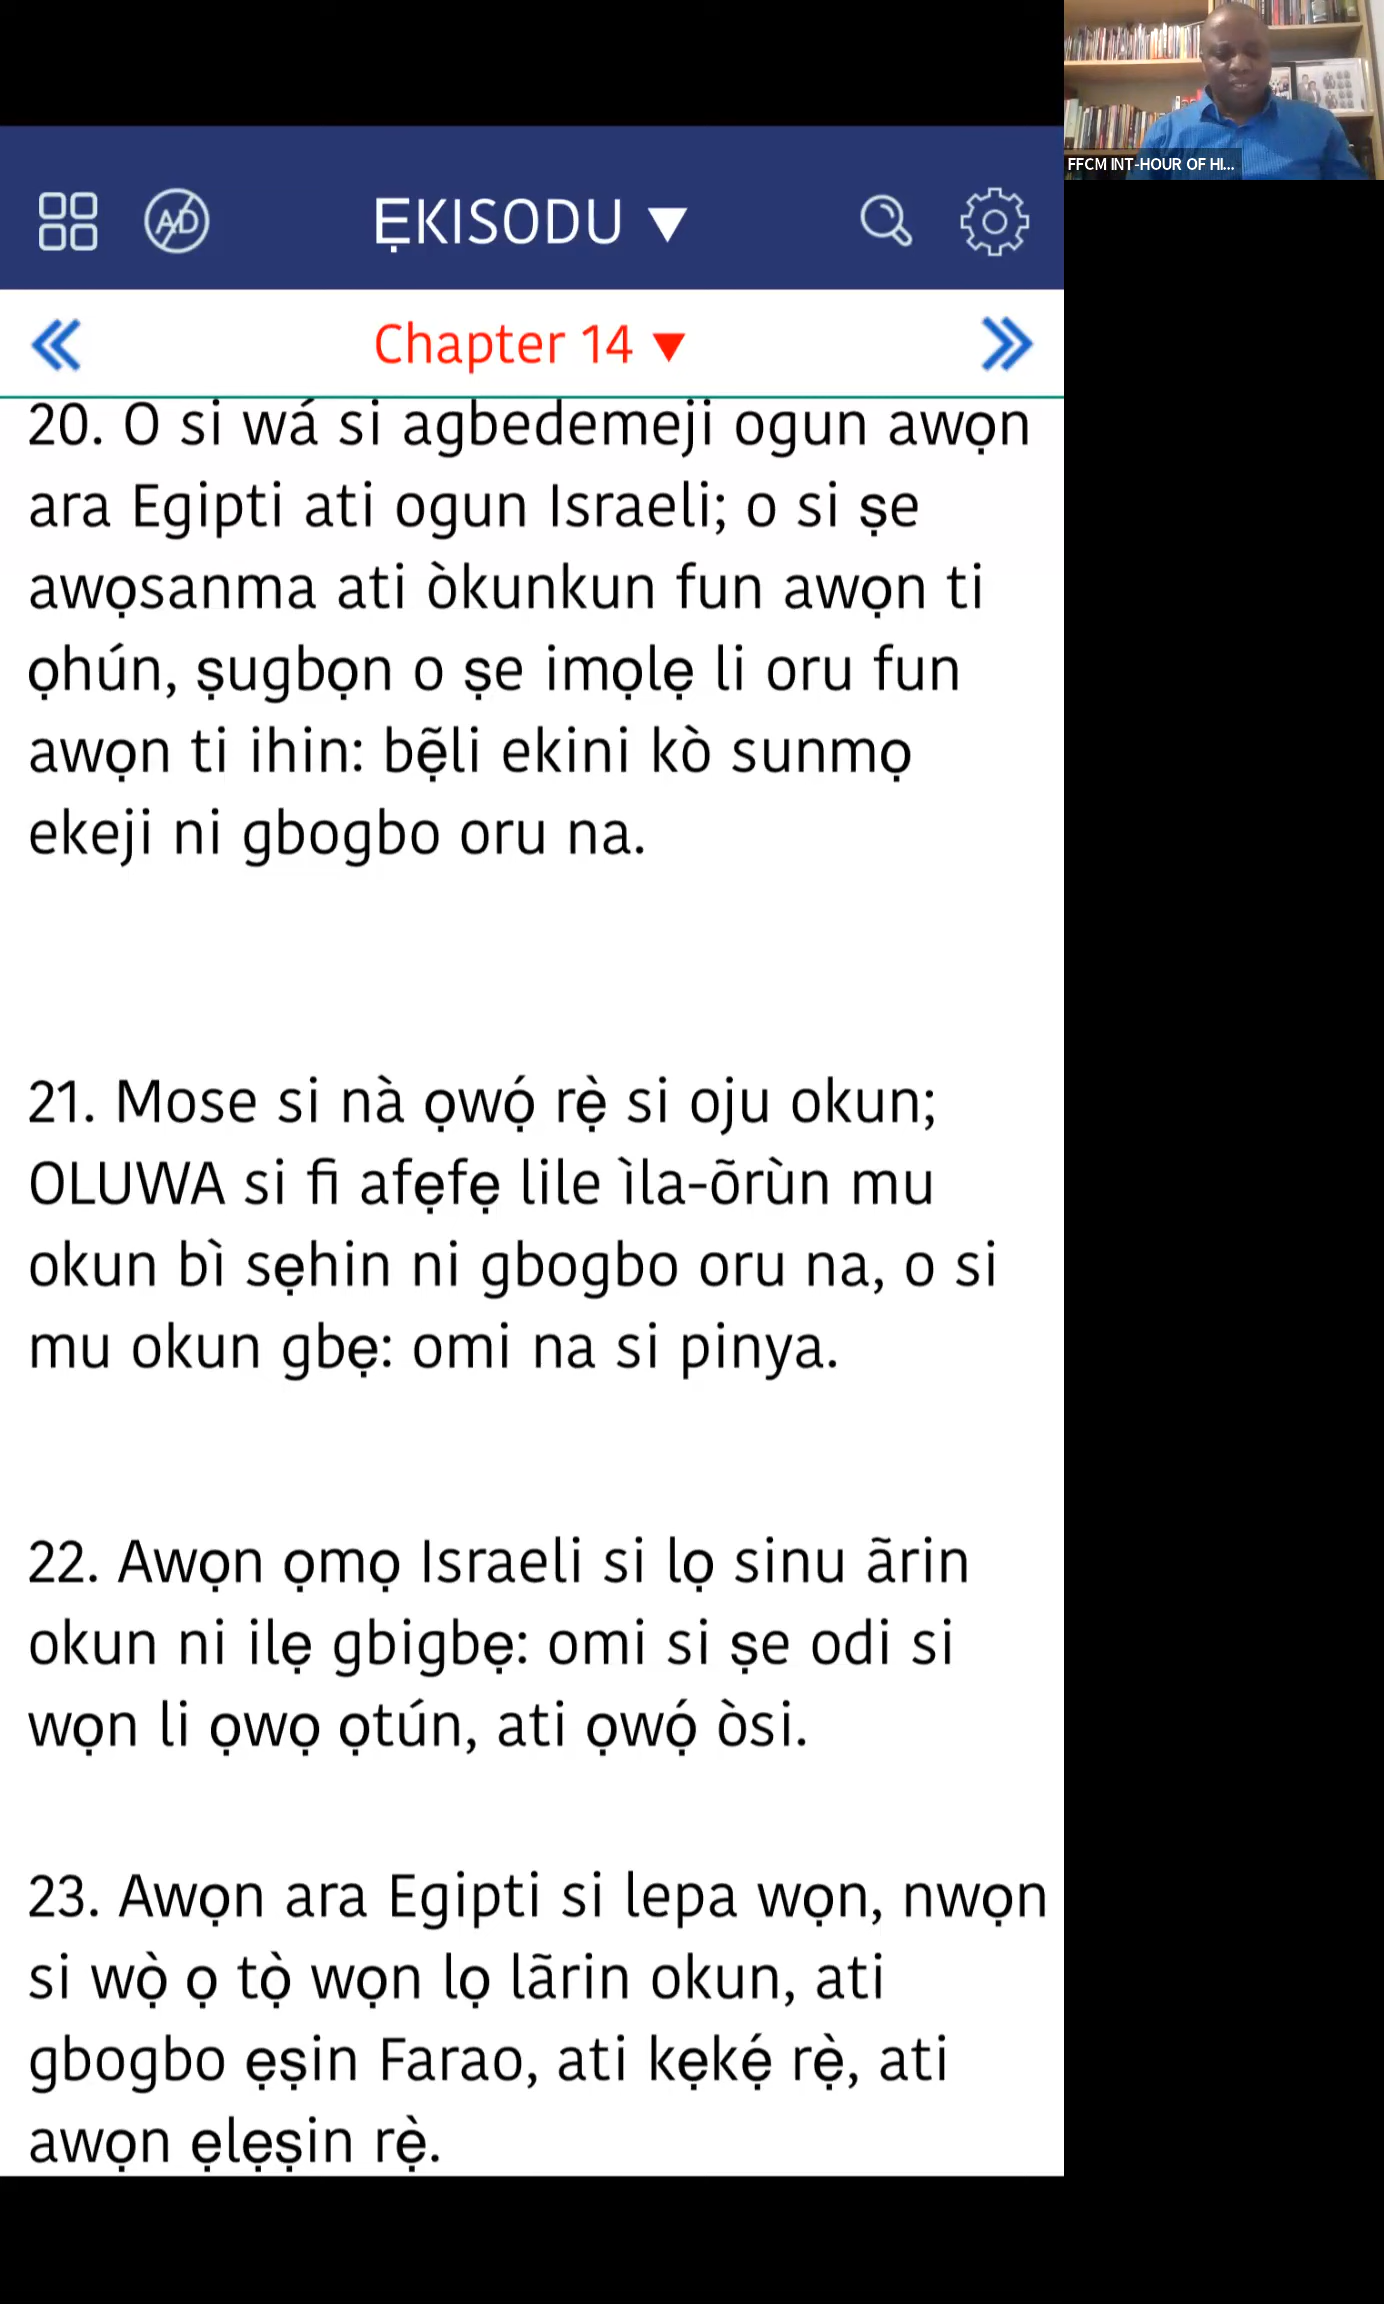 FFCM INT-HOUR OF HI...
ẸKISODU ▼
Chapter 14 ▼
20. O si wá si agbedemeji ogun awọn
ara Egipti ati ogun Israeli; o si ṣe
awọsanma ati òkunkun fun awọn ti
ọhún, ṣugbọn o ṣe imọlẹ li oru fun
awọn ti ihin: bẹ̃li ekini kò sunmọ
ekeji ni gbogbo oru na.
21. Mose si nà ọwọ́ rẹ̀ si oju okun;
OLUWA si fi afẹfẹ lile ìla-õrùn mu
okun bì sẹhin ni gbogbo oru na, o si
mu okun gbẹ: omi na si pinya.
22. Awọn ọmọ Israeli si lọ sinu ãrin
okun ni ilẹ gbigbẹ: omi si ṣe odi si
wọn li ọwọ ọtún, ati ọwọ́ òsi.
23. Awọn ara Egipti si lepa wọn, nwọn
si wọ̀ ọ tọ̀ wọn lọ lãrin okun, ati
gbogbo ẹṣin Farao, ati kẹkẹ́ rẹ̀, ati
awọn ẹlẹṣin rẹ̀.